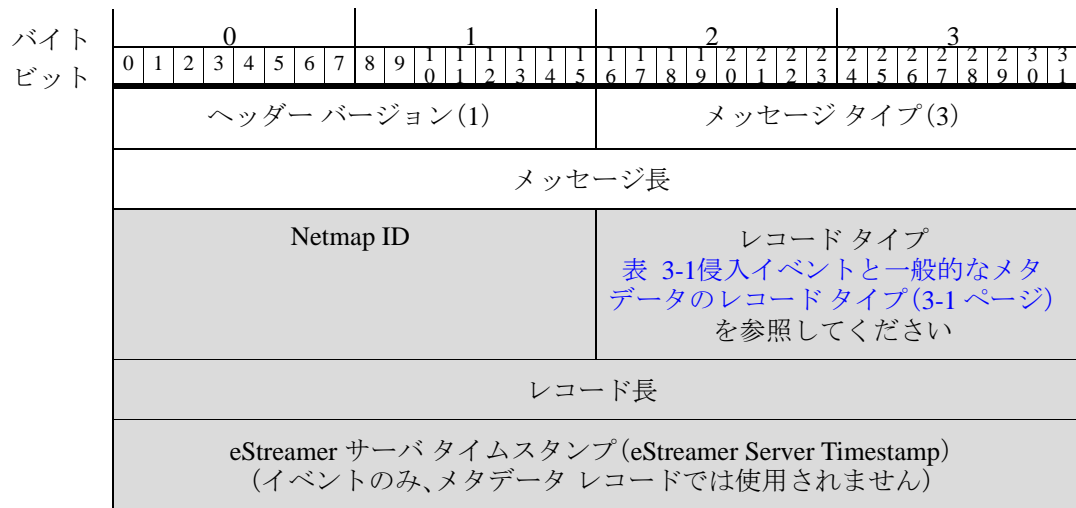 バイト 0 1 2 3
ビット 0 1 2 3 4 5 6 7 8 9 10 11 12 13 14 15 16 17 18 19 20 21 22 23 24 25 26 27 28 29 30 31
ヘッダー バージョン(1) メッセージ タイプ(3)
メッセージ長
Netmap ID
レコード タイプ
表 3-1侵入イベントと一般的なメタ
データのレコード タイプ(3-1 ページ)
を参照してください
レコード長
eStreamer サーバ タイムスタンプ(eStreamer Server Timestamp)
(イベントのみ、メタデータ レコードでは使用されません)